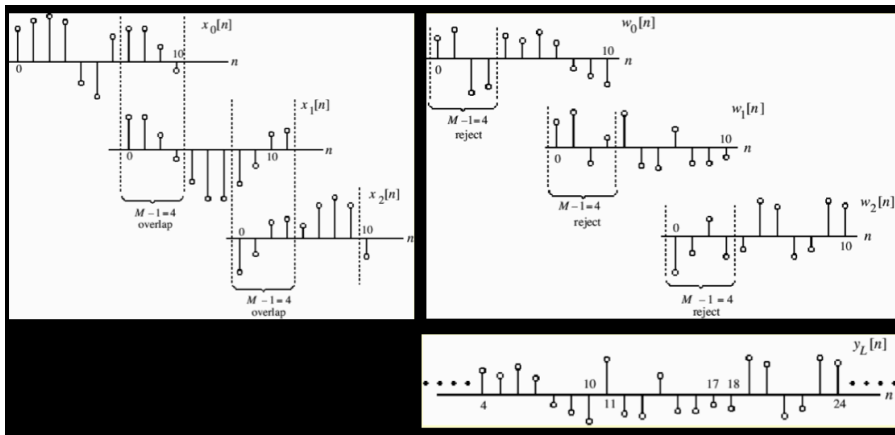 x₀[n]
10
0
n
x₁[n]
0
10
n
M – 1 = 4
overlap
x₂[n]
0
10
n
M – 1 = 4
overlap
w₀[n]
10
0
n
M – 1 = 4
reject
w₁[n]
10
0
n
M – 1 = 4
reject
w₂[n]
0
10
n
M – 1 = 4
reject
y_L[n]
10
17
18
n
4
11
24